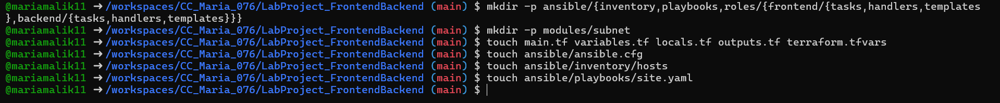 @mariamalik11 ➜ /workspaces/CC_Maria_076/LabProject_FrontendBackend (main) $ mkdir -p ansible/{inventory,playbooks,roles/{frontend/{tasks,handlers,templates
},backend/{tasks,handlers,templates}}}
@mariamalik11 ➜ /workspaces/CC_Maria_076/LabProject_FrontendBackend (main) $ mkdir -p modules/subnet
@mariamalik11 ➜ /workspaces/CC_Maria_076/LabProject_FrontendBackend (main) $ touch main.tf variables.tf locals.tf outputs.tf terraform.tfvars
@mariamalik11 ➜ /workspaces/CC_Maria_076/LabProject_FrontendBackend (main) $ touch ansible/ansible.cfg
@mariamalik11 ➜ /workspaces/CC_Maria_076/LabProject_FrontendBackend (main) $ touch ansible/inventory/hosts
@mariamalik11 ➜ /workspaces/CC_Maria_076/LabProject_FrontendBackend (main) $ touch ansible/playbooks/site.yaml
@mariamalik11 ➜ /workspaces/CC_Maria_076/LabProject_FrontendBackend (main) $